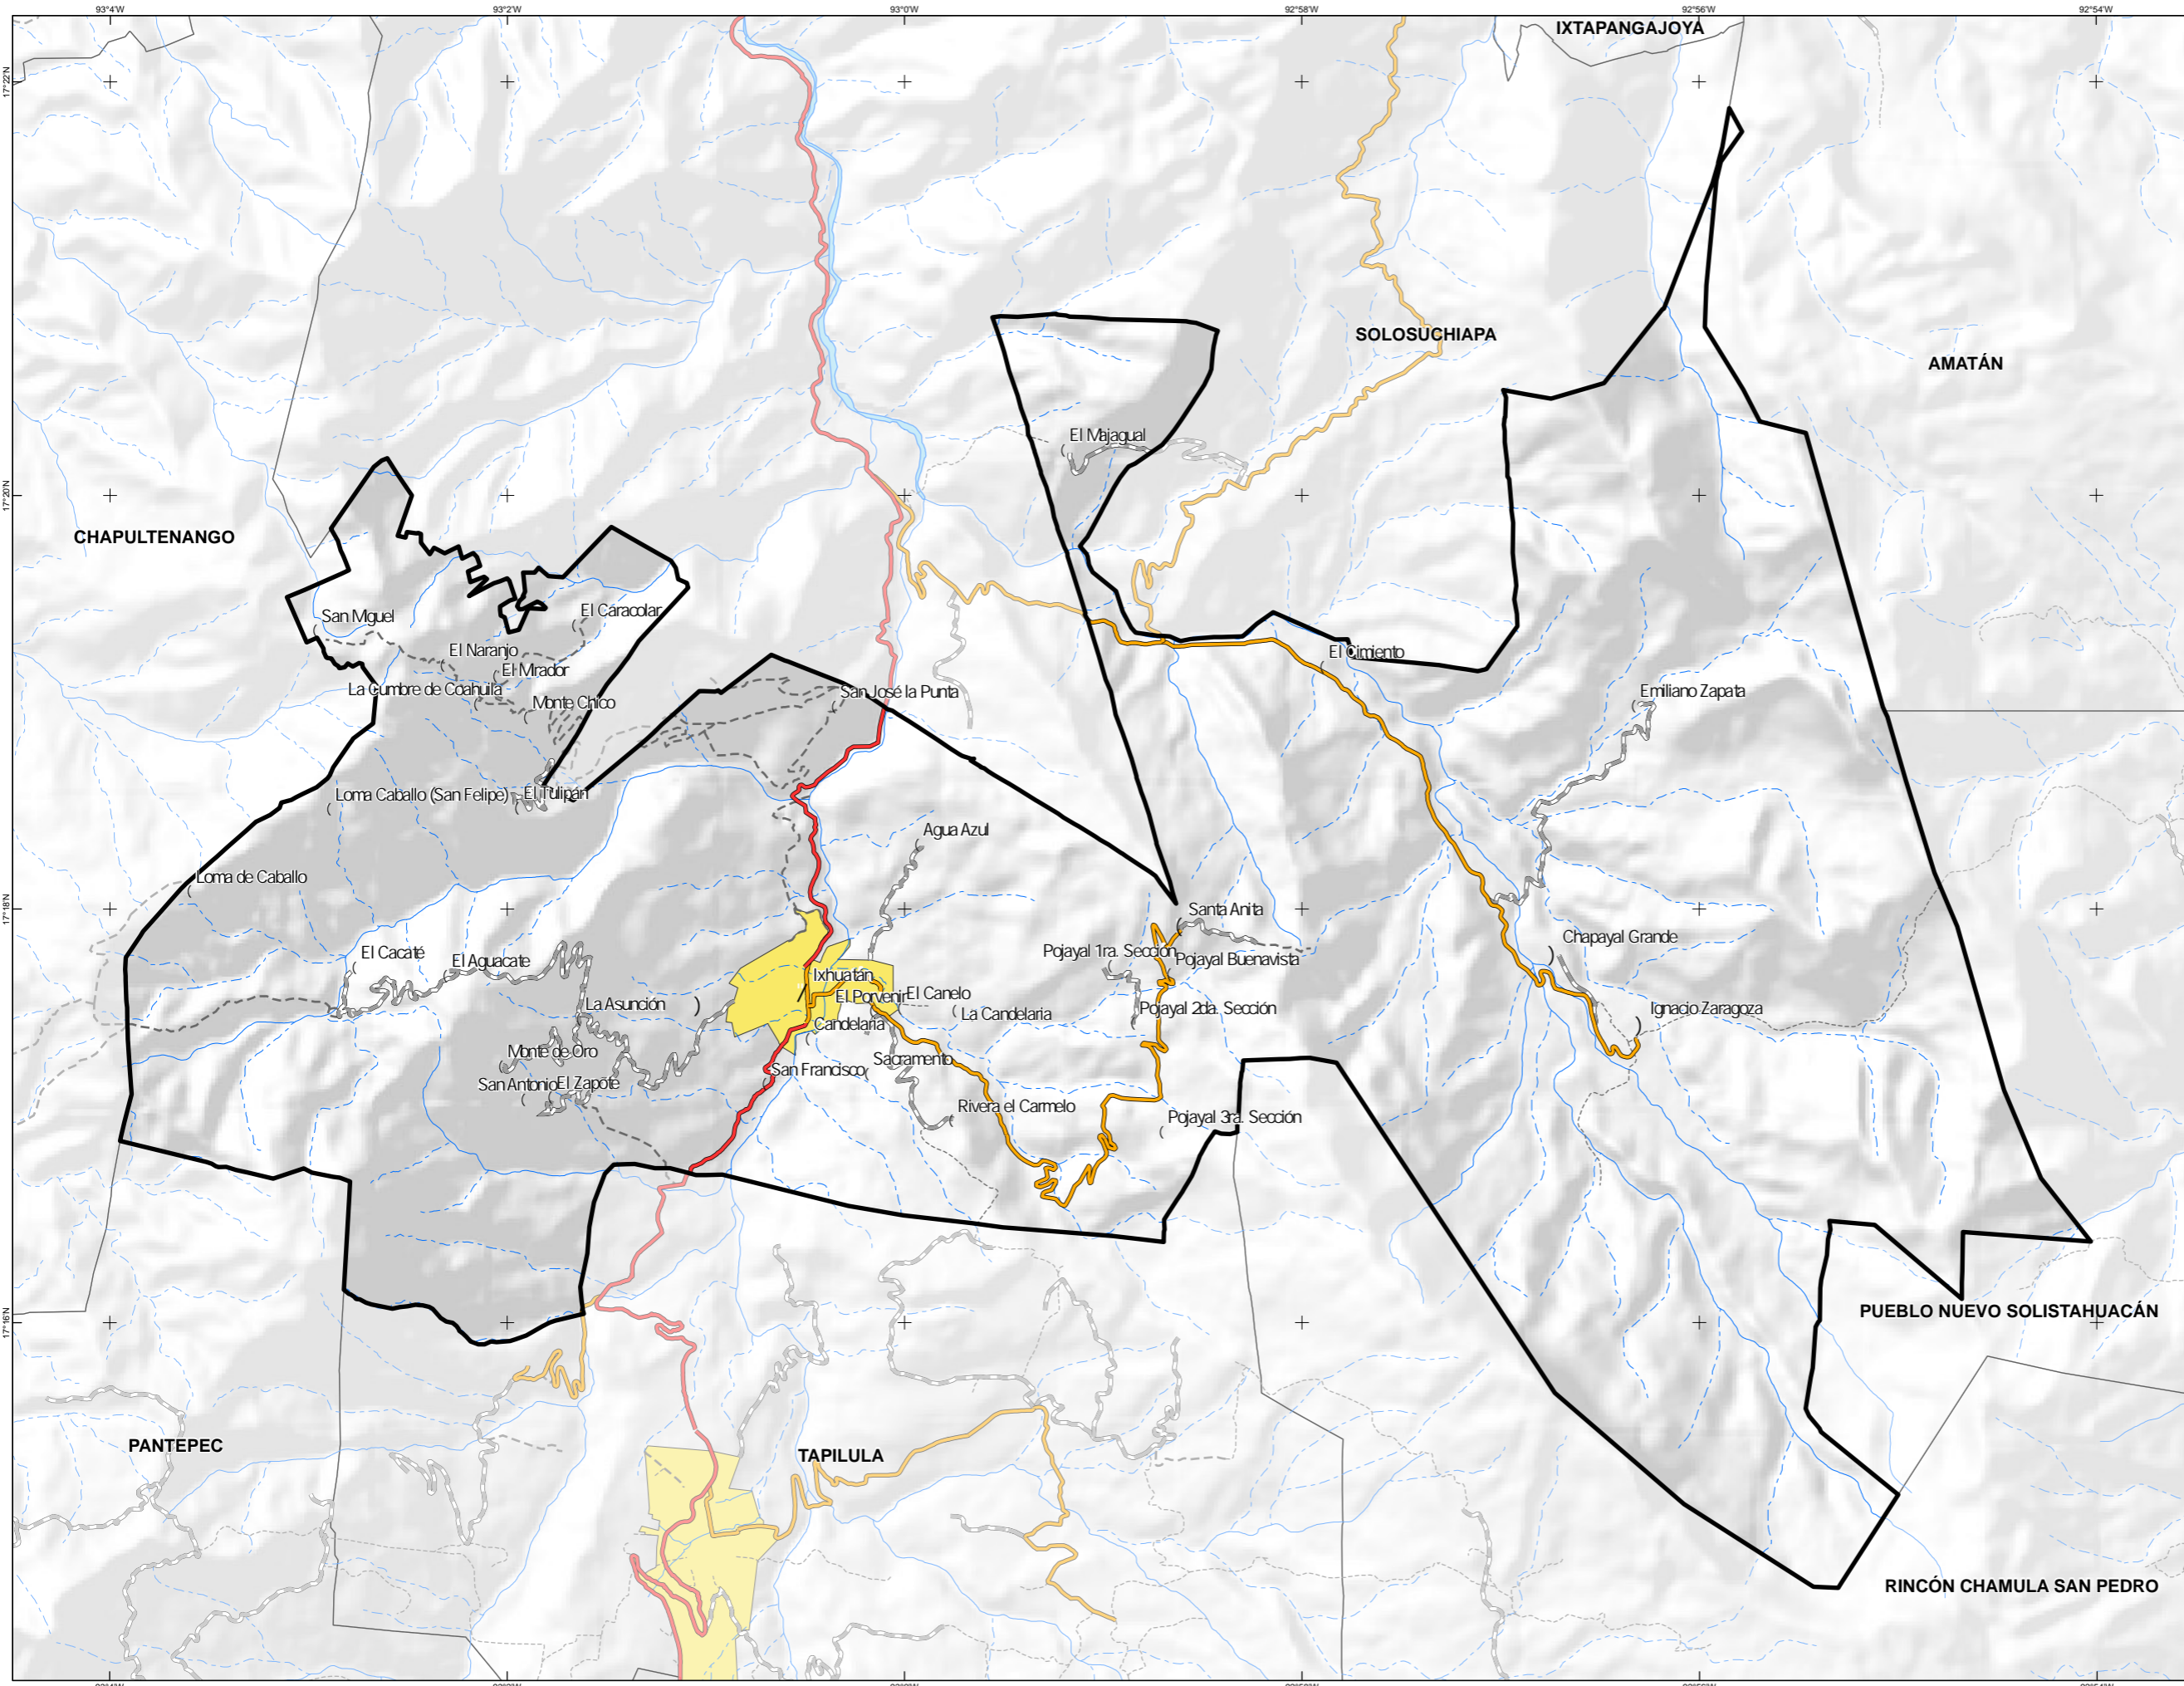 93°4'W
93°2'W
93°0'W
92°58'W
92°56'W
92°54'W
IXTAPANGAJOYA
17°22'N
SOLOSUCHIAPA
AMATÁN
El Majagual
17°20'N
CHAPULTENANGO
San Miguel
El Caracolar
El Naranjo
El Cimiento
El Mirador
La Cumbre de Coahuila
San José la Punta
Emiliano Zapata
Monte Chico
Loma Caballo (San Felipe)
El Tulipán
Agua Azul
Loma de Caballo
17°18'N
Santa Anita
Chapayal Grande
El Cacaté
El Aguacate
Pojayal 1ra. Sección
Pojayal Buenavista
Ixhuatán
El Porvenir
El Canelo
La Asunción
La Candelaria
Pojayal 2da. Sección
Ignacio Zaragoza
Candelaria
Monte de Oro
Sacramento
San Francisco
San Antonio
El Zapote
Rivera el Carmelo
Pojayal 3ra. Sección
17°16'N
PUEBLO NUEVO SOLISTAHUACÁN
PANTEPEC
TAPILULA
RINCÓN CHAMULA SAN PEDRO